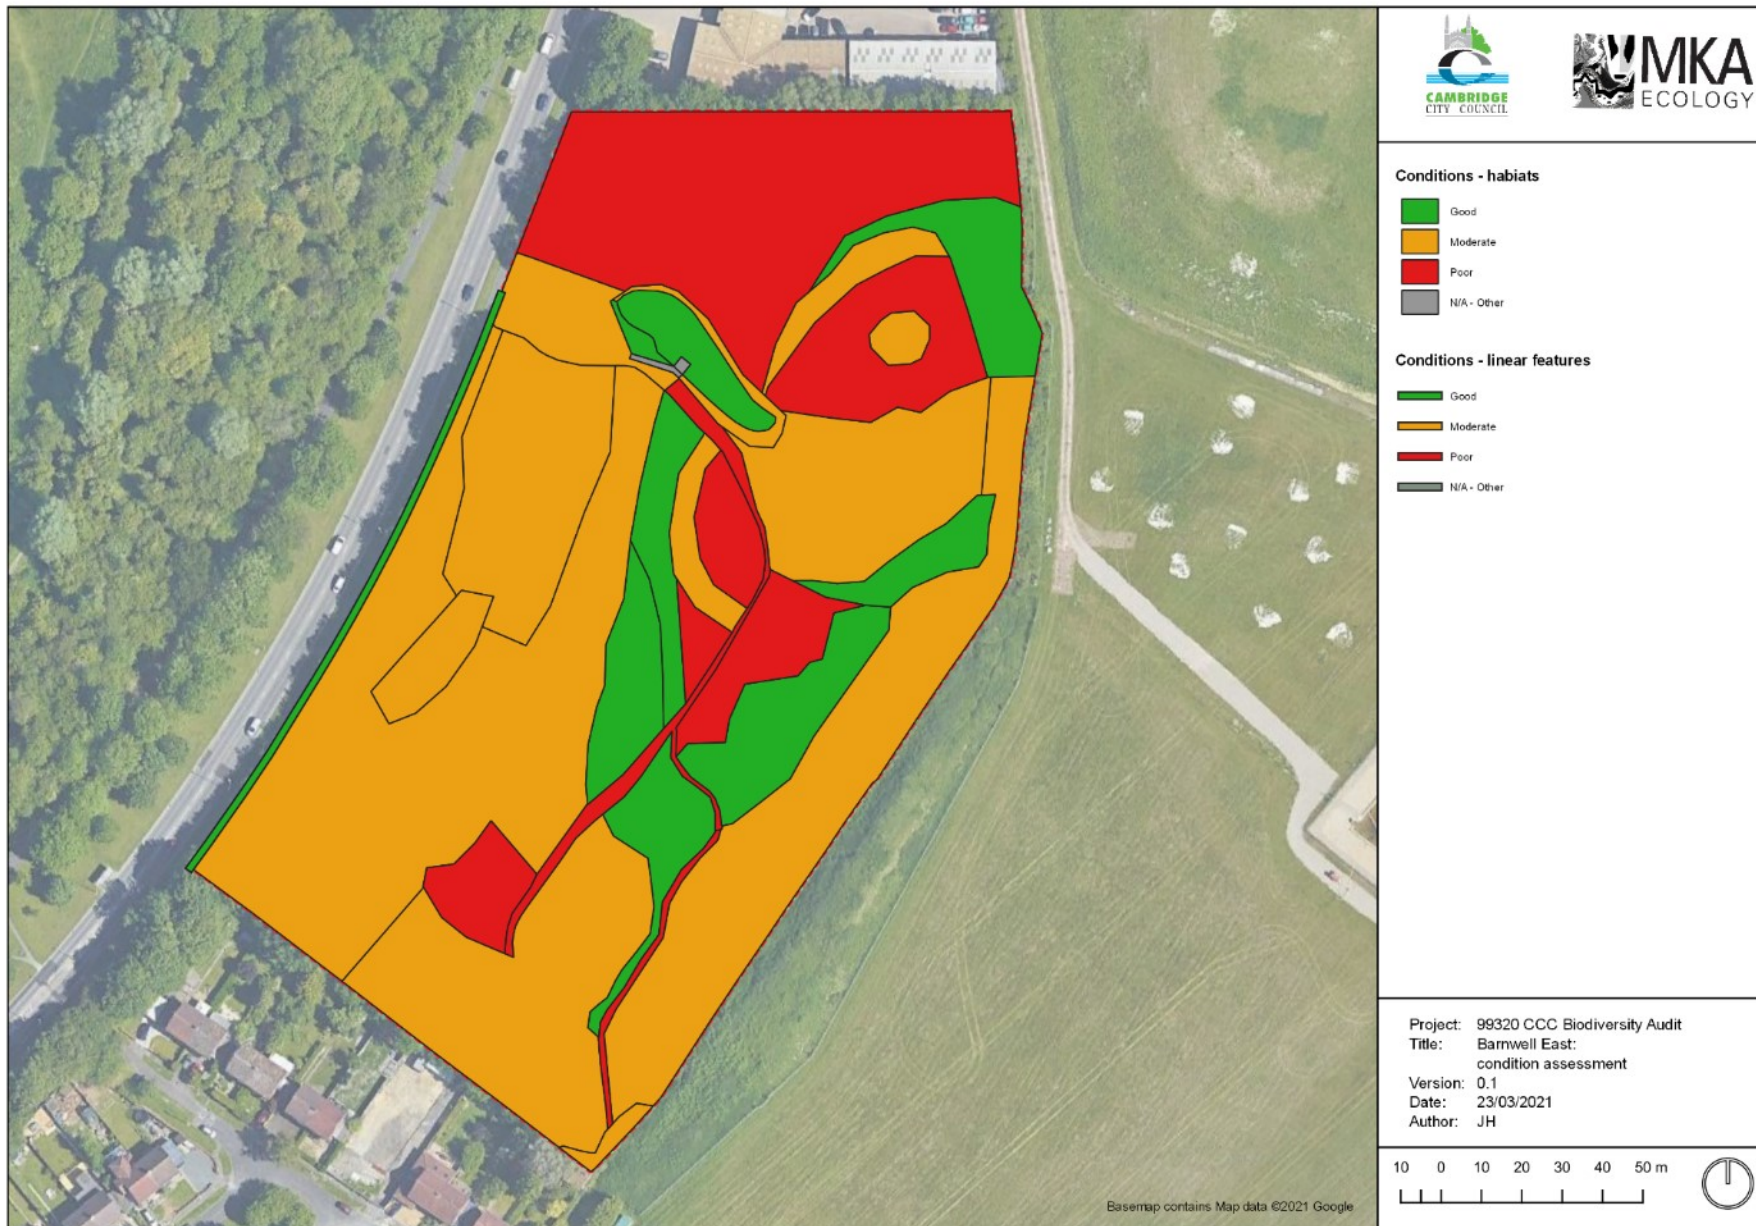 CAMBRIDGE
CITY COUNCIL
MKA
ECOLOGY
Conditions - habiats
Good
Moderate
Poor
N/A - Other
Conditions - linear features
Good
Moderate
Poor
N/A - Other
Project: 99320 CCC Biodiversity Audit
Title: Barnwell East:
condition assessment
Version: 0.1
Date: 23/03/2021
Author: JH
10 0 10 20 30 40 50 m
Basemap contains Map data ©2021 Google